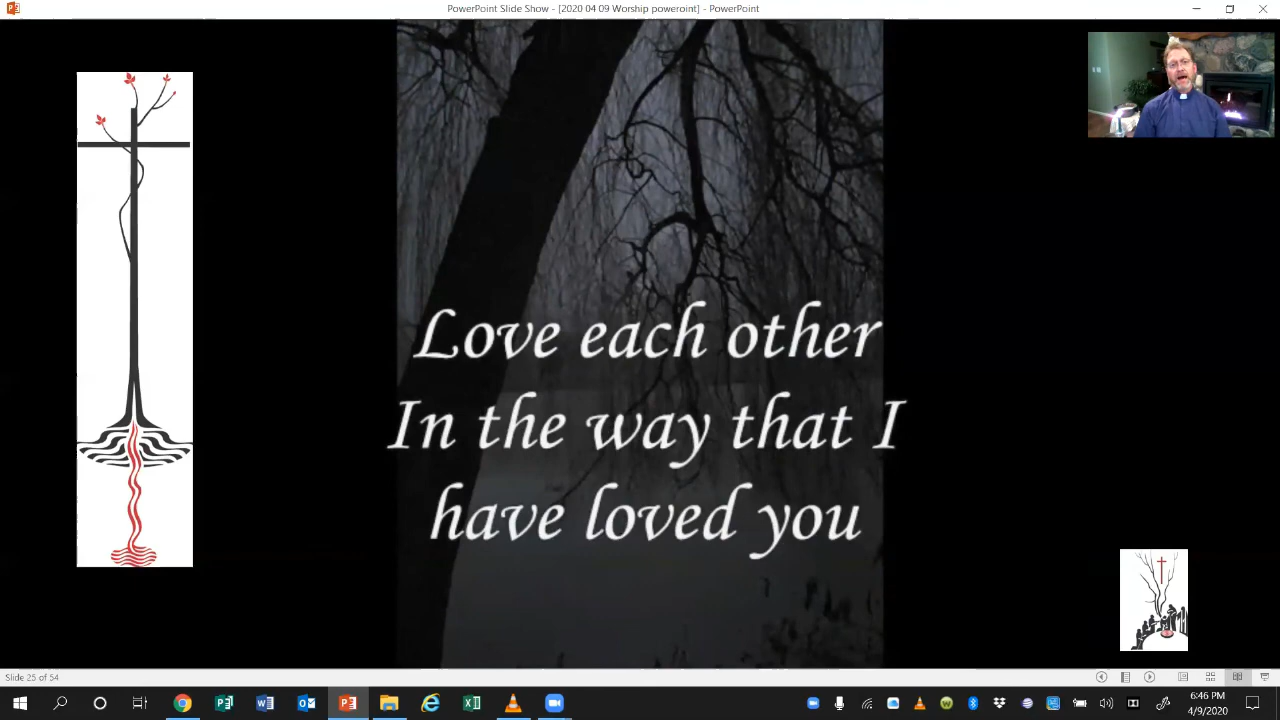 PowerPoint Slide Show - [2020 04 09 Worship poweroint] - PowerPoint
Love each other
In the way that I
have loved you
Slide 25 of 54
6:46 PM
4/9/2020